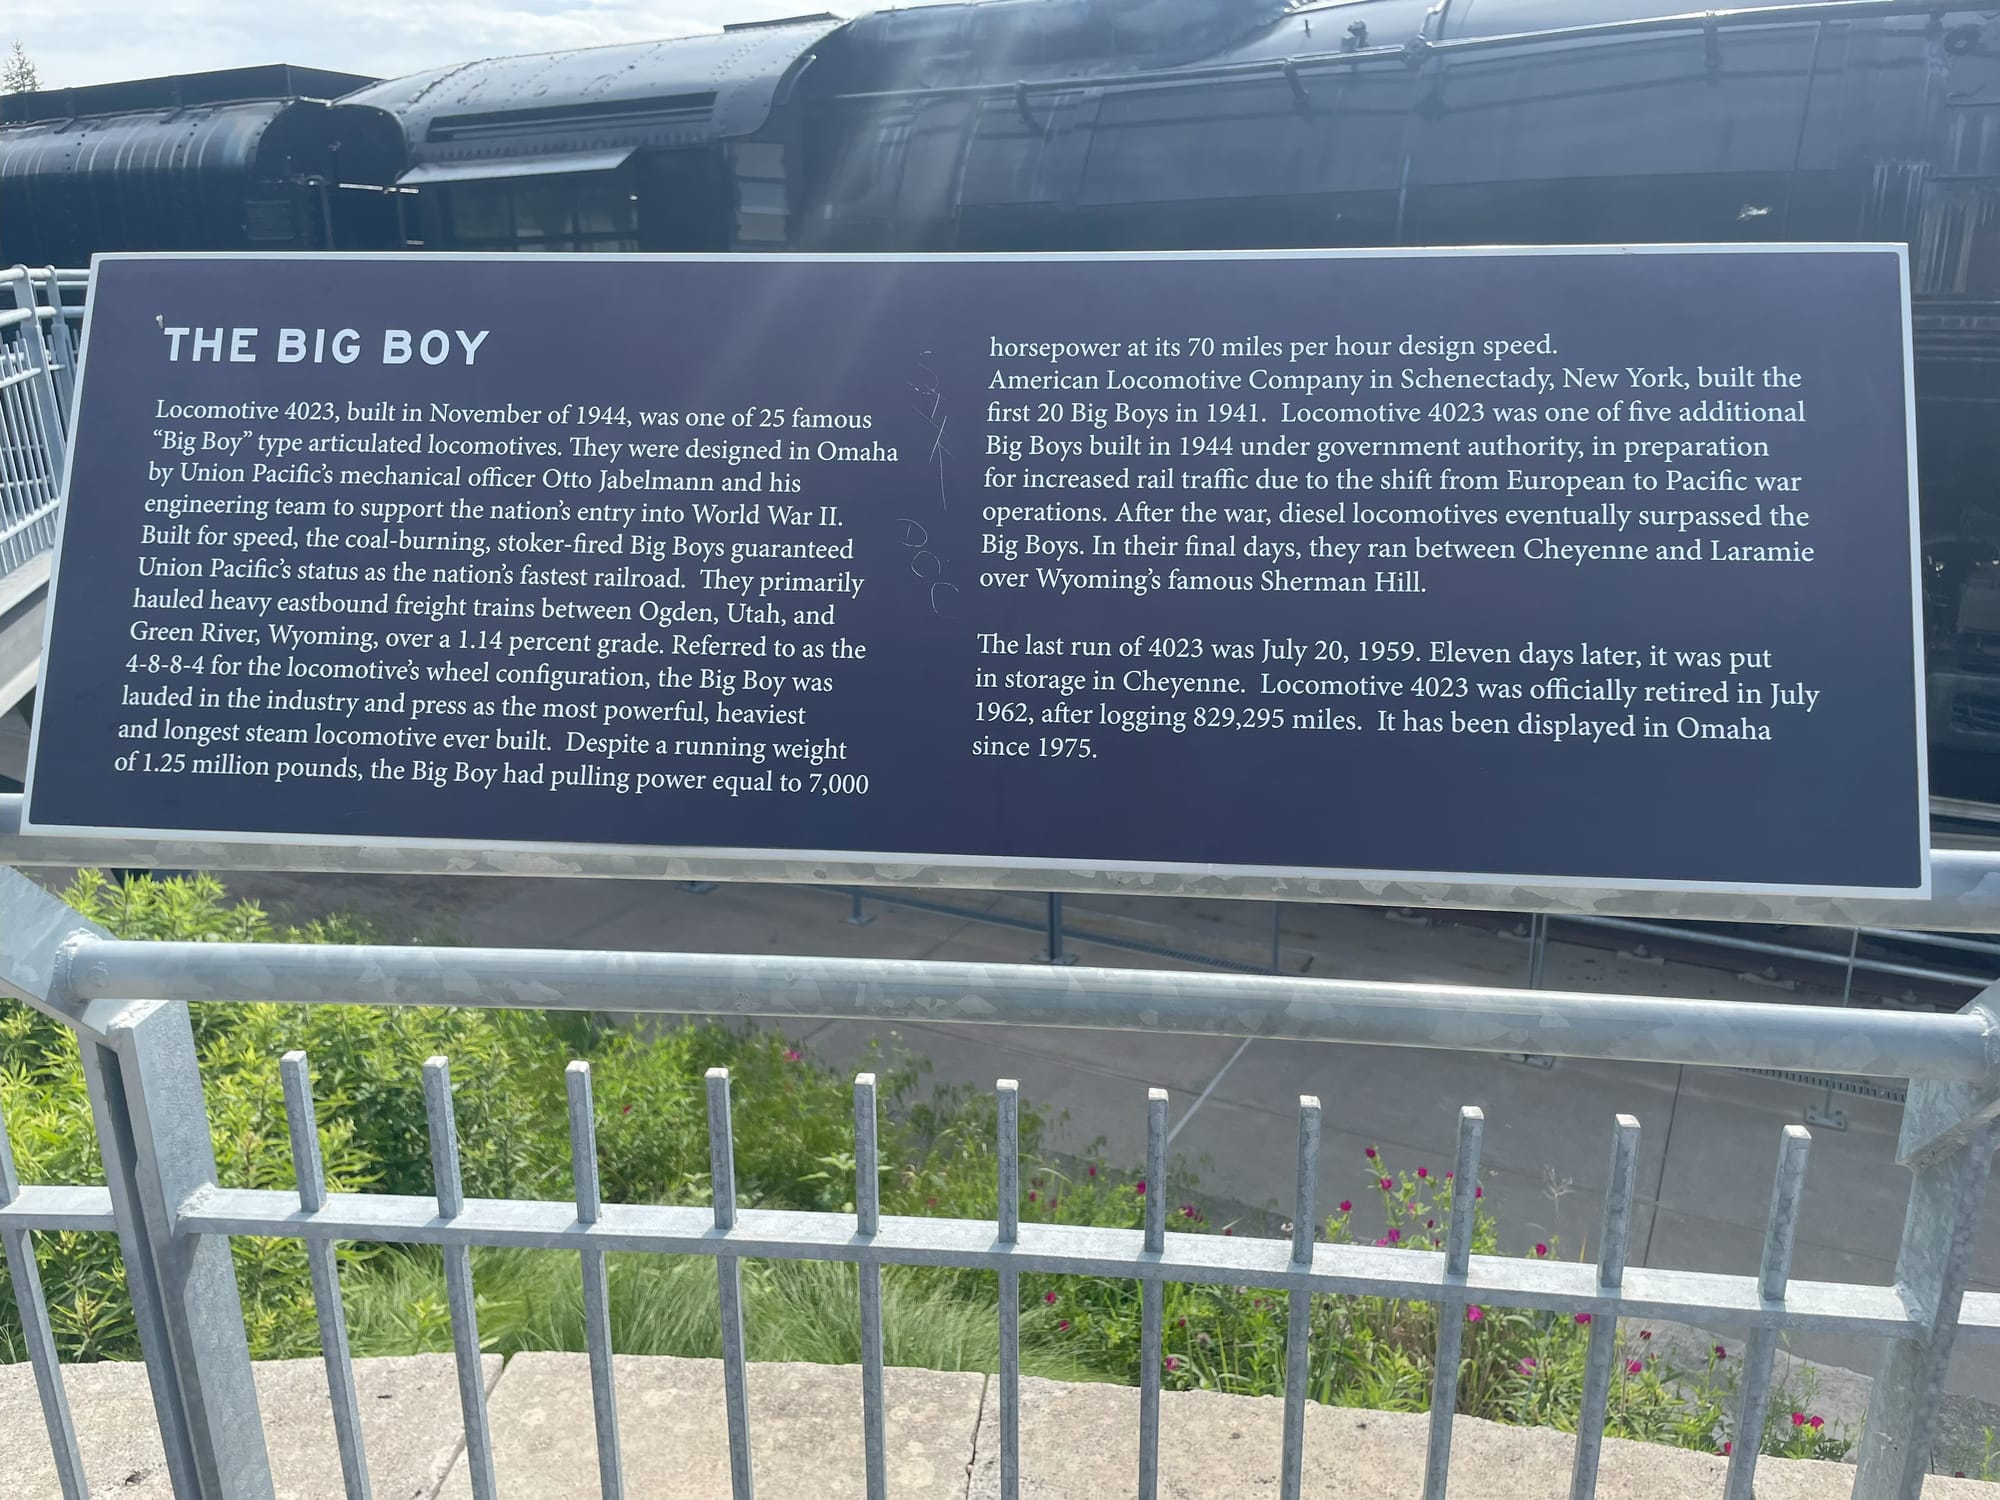 THE BIG BOY
Locomotive 4023, built in November of 1944, was one of 25 famous
“Big Boy” type articulated locomotives. They were designed in Omaha
by Union Pacific’s mechanical officer Otto Jabelmann and his
engineering team to support the nation’s entry into World War II.
Built for speed, the coal-burning, stoker-fired Big Boys guaranteed
Union Pacific’s status as the nation’s fastest railroad.  They primarily
hauled heavy eastbound freight trains between Ogden, Utah, and
Green River, Wyoming, over a 1.14 percent grade. Referred to as the
4-8-8-4 for the locomotive’s wheel configuration, the Big Boy was
lauded in the industry and press as the most powerful, heaviest
and longest steam locomotive ever built.  Despite a running weight
of 1.25 million pounds, the Big Boy had pulling power equal to 7,000
horsepower at its 70 miles per hour design speed.
American Locomotive Company in Schenectady, New York, built the
first 20 Big Boys in 1941.  Locomotive 4023 was one of five additional
Big Boys built in 1944 under government authority, in preparation
for increased rail traffic due to the shift from European to Pacific war
operations. After the war, diesel locomotives eventually surpassed the
Big Boys. In their final days, they ran between Cheyenne and Laramie
over Wyoming’s famous Sherman Hill.
The last run of 4023 was July 20, 1959. Eleven days later, it was put
in storage in Cheyenne.  Locomotive 4023 was officially retired in July
1962, after logging 829,295 miles.  It has been displayed in Omaha
since 1975.